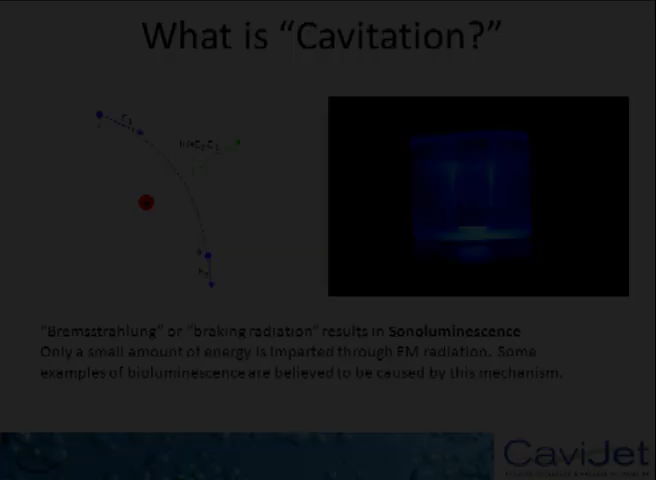 What is “Cavitation?”
“Bremsstrahlung” or “braking radiation” results in Sonoluminescence
Only a small amount of energy is imparted through EM radiation. Some
examples of bioluminescence are believed to be caused by this mechanism.
CaviJet